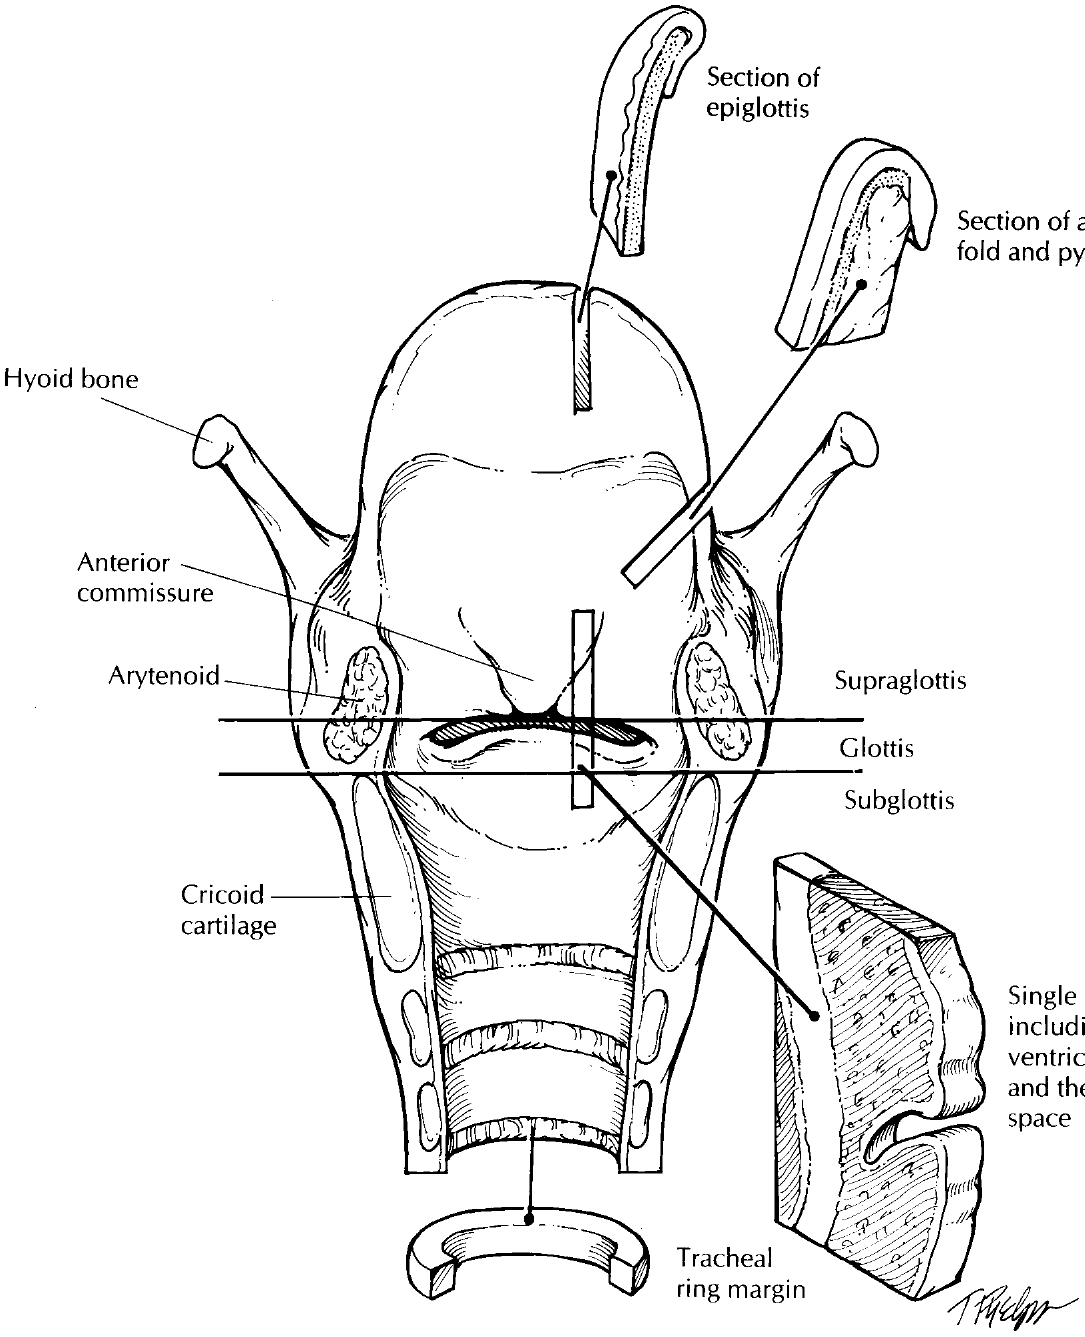 Section of
epiglottis
Section of a
fold and py
Hyoid bone
Anterior
commissure
Arytenoid
Supraglottis
Glottis
Subglottis
Cricoid
cartilage
Single
includi
ventric
and the
space
Tracheal
ring margin